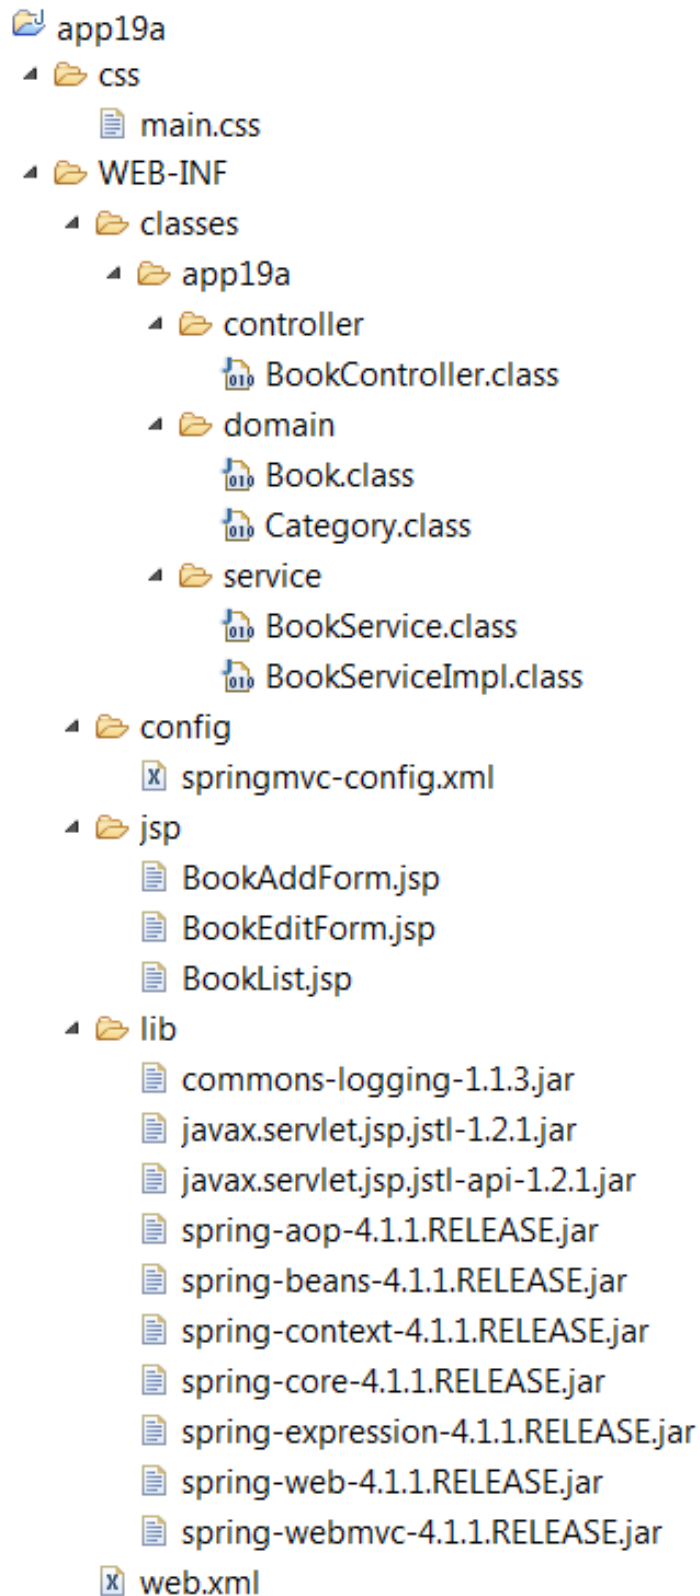 app19a
css
main.css
WEB-INF
classes
app19a
controller
BookController.class
domain
Book.class
Category.class
service
BookService.class
BookServiceImpl.class
config
springmvc-config.xml
jsp
BookAddForm.jsp
BookEditForm.jsp
BookList.jsp
lib
commons-logging-1.1.3.jar
javax.servlet.jsp.jstl-1.2.1.jar
javax.servlet.jsp.jstl-api-1.2.1.jar
spring-aop-4.1.1.RELEASE.jar
spring-beans-4.1.1.RELEASE.jar
spring-context-4.1.1.RELEASE.jar
spring-core-4.1.1.RELEASE.jar
spring-expression-4.1.1.RELEASE.jar
spring-web-4.1.1.RELEASE.jar
spring-webmvc-4.1.1.RELEASE.jar
web.xml